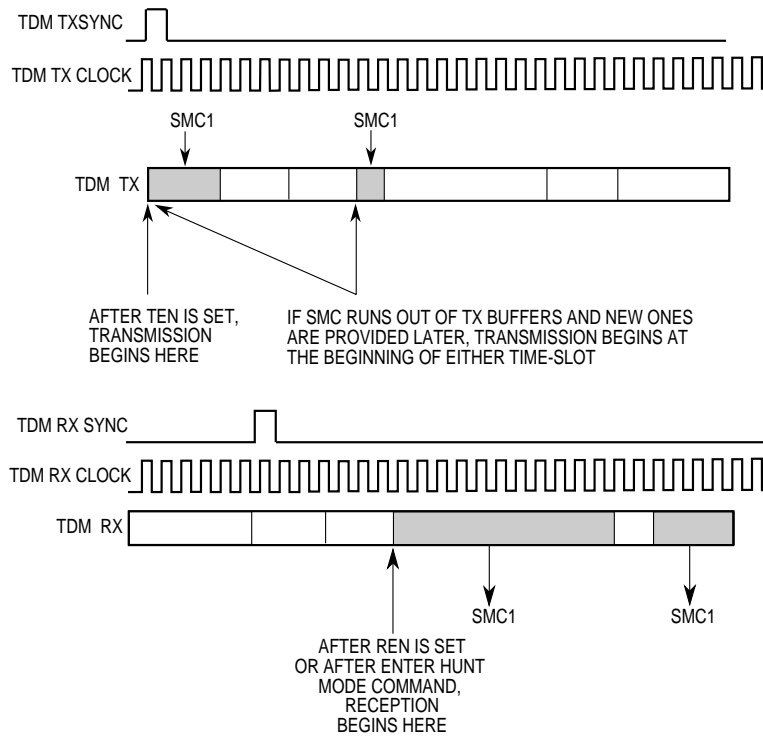 TDM TXSYNC
TDM TX CLOCK
SMC1 SMC1
TDM TX
AFTER TEN IS SET,
TRANSMISSION
BEGINS HERE
IF SMC RUNS OUT OF TX BUFFERS AND NEW ONES
ARE PROVIDED LATER, TRANSMISSION BEGINS AT
THE BEGINNING OF EITHER TIME-SLOT
TDM RX SYNC
TDM RX CLOCK
TDM RX
SMC1 SMC1
AFTER REN IS SET
OR AFTER ENTER HUNT
MODE COMMAND,
RECEPTION
BEGINS HERE